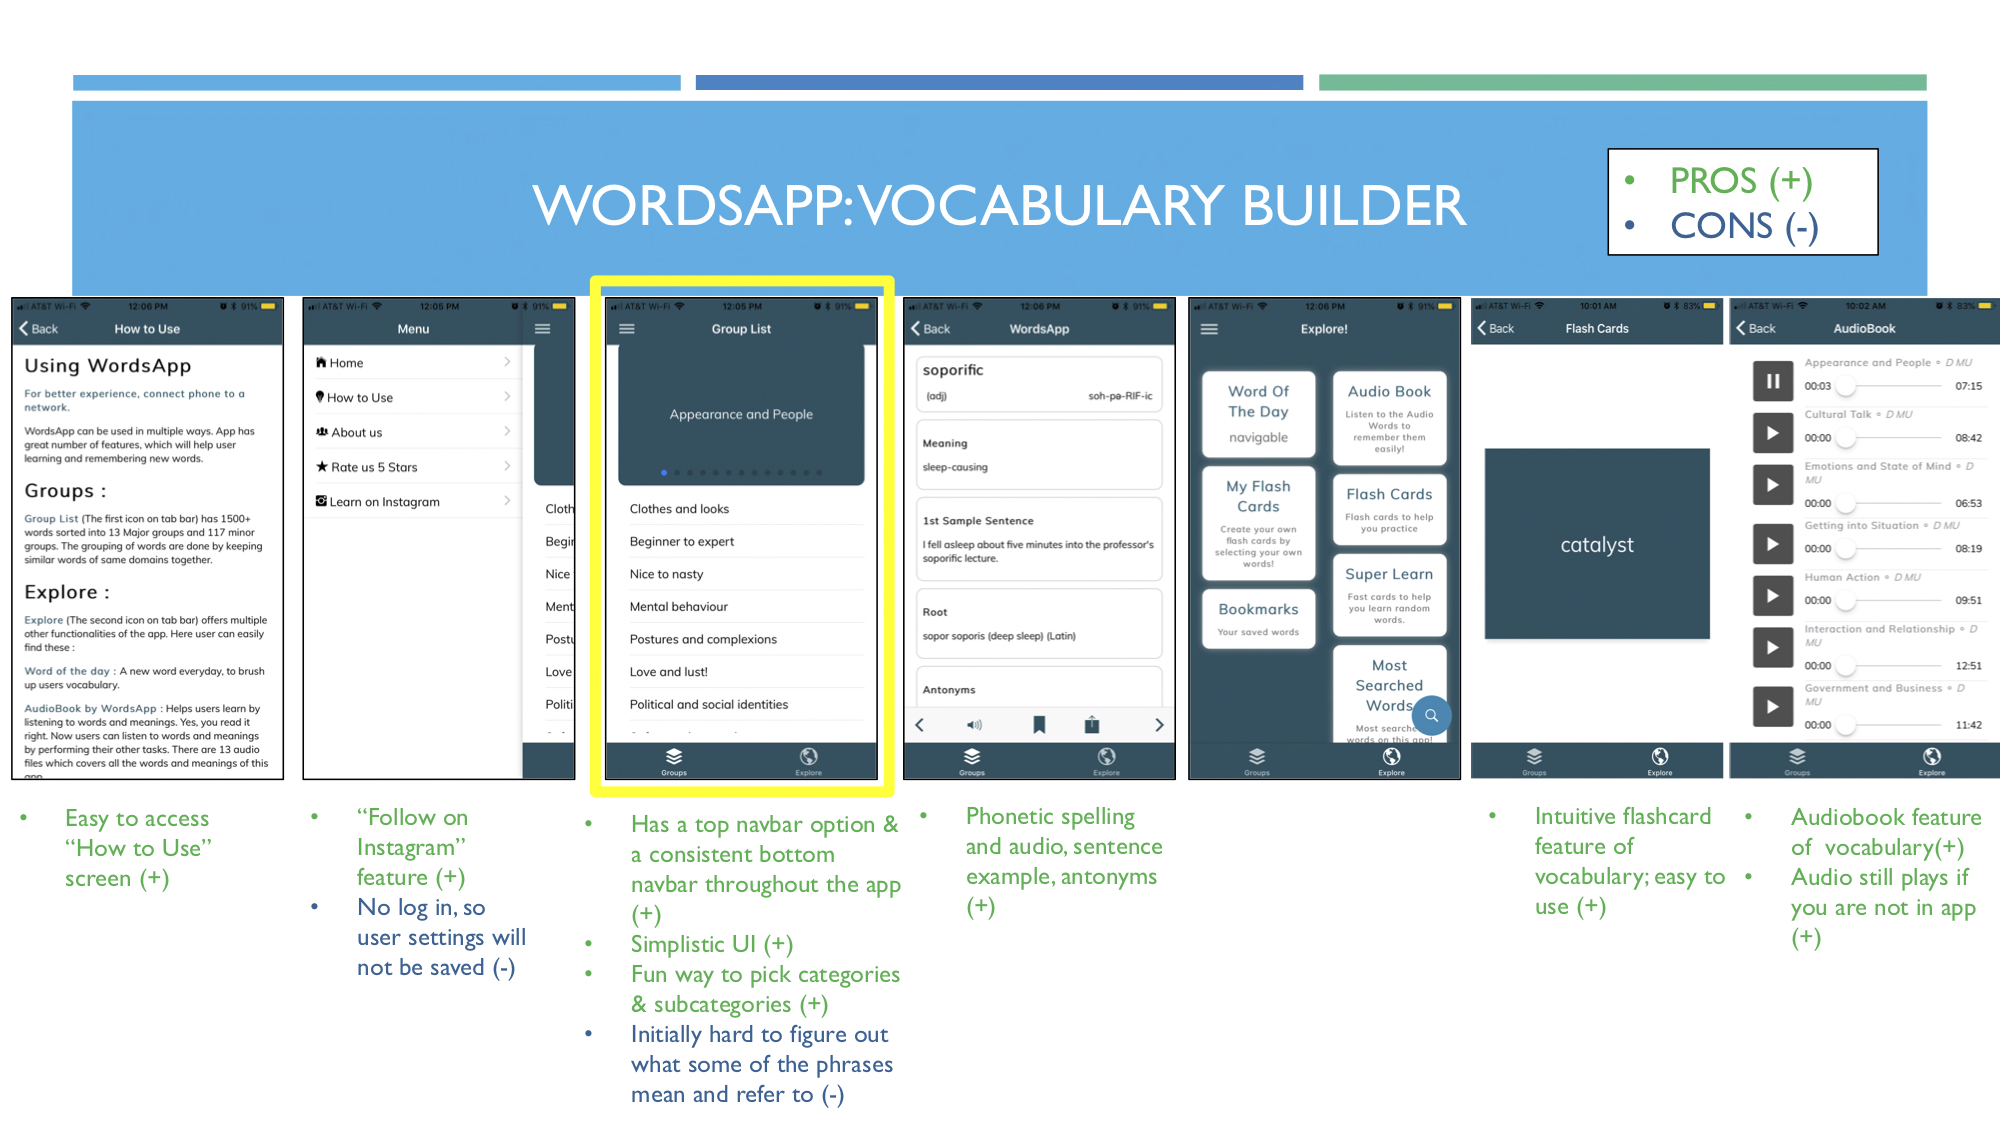 WORDSAPP: VOCABULARY BUILDER
• PROS (+)
• CONS (-)
AT&T Wi-Fi 12:06 PM 91%
Back How to Use
Using WordsApp
For better experience, connect phone to a
network.
WordsApp can be used in multiple ways. App has
great number of features, which will help user
learning and remembering new words.
Groups :
Group List (The first icon on tab bar) has 1500+
words sorted into 13 Major groups and 117 minor
groups. The grouping of words are done by keeping
similar words of same domains together.
Explore :
Explore (The second icon on tab bar) offers multiple
other functionalities of the app. Here user can easily
find these :
Word of the day : A new word everyday, to brush
up users vocabulary.
AudioBook by WordsApp : Helps users learn by
listening to words and meanings. Yes, you read it
right. Now users can listen to words and meanings
by performing their other tasks. There are 13 audio
files which covers all the words and meanings of this
app
• Easy to access
“How to Use”
screen (+)
AT&T Wi-Fi 12:05 PM 91%
Menu
Home
How to Use
About us
Rate us 5 Stars
Learn on Instagram
Cloth
Begir
Nice
Ment
Postu
Love
Politi
• “Follow on
Instagram”
feature (+)
• No log in, so
user settings will
not be saved (-)
AT&T Wi-Fi 12:05 PM 91%
Group List
Appearance and People
Clothes and looks
Beginner to expert
Nice to nasty
Mental behaviour
Postures and complexions
Love and lust!
Political and social identities
Groups Explore
• Has a top navbar option &
a consistent bottom
navbar throughout the app
(+)
• Simplistic UI (+)
• Fun way to pick categories
& subcategories (+)
• Initially hard to figure out
what some of the phrases
mean and refer to (-)
AT&T Wi-Fi 12:06 PM 91%
Back WordsApp
soporific
(adj) soh-pə-RIF-ic
Meaning
sleep-causing
1st Sample Sentence
I fell asleep about five minutes into the professor's
soporific lecture.
Root
sopor soporis (deep sleep) (Latin)
Antonyms
Groups Explore
• Phonetic spelling
and audio, sentence
example, antonyms
(+)
AT&T Wi-Fi 12:06 PM 91%
Explore!
Word Of
The Day
navigable
My Flash
Cards
Create your own
flash cards by
selecting your own
words!
Bookmarks
Your saved words
Audio Book
Listen to the Audio
Words to
remember them
easily!
Flash Cards
Flash cards to help
you practice
Super Learn
Fast cards to help
you learn random
words.
Most
Searched
Words
Most searched
words on this app!
Groups Explore
AT&T Wi-Fi 10:01 AM 83%
Back Flash Cards
catalyst
Groups Explore
• Intuitive flashcard
feature of
vocabulary; easy to
use (+)
AT&T Wi-Fi 10:02 AM 83%
Back AudioBook
Appearance and People • D MU
00:03 07:15
Cultural Talk • D MU
00:00 08:42
Emotions and State of Mind • D
MU
00:00 06:53
Getting into Situation • D MU
00:00 08:19
Human Action • D MU
00:00 09:51
Interaction and Relationship • D
MU
00:00 12:51
Government and Business • D
MU
00:00 11:42
Groups Explore
• Audiobook feature
of vocabulary(+)
• Audio still plays if
you are not in app
(+)